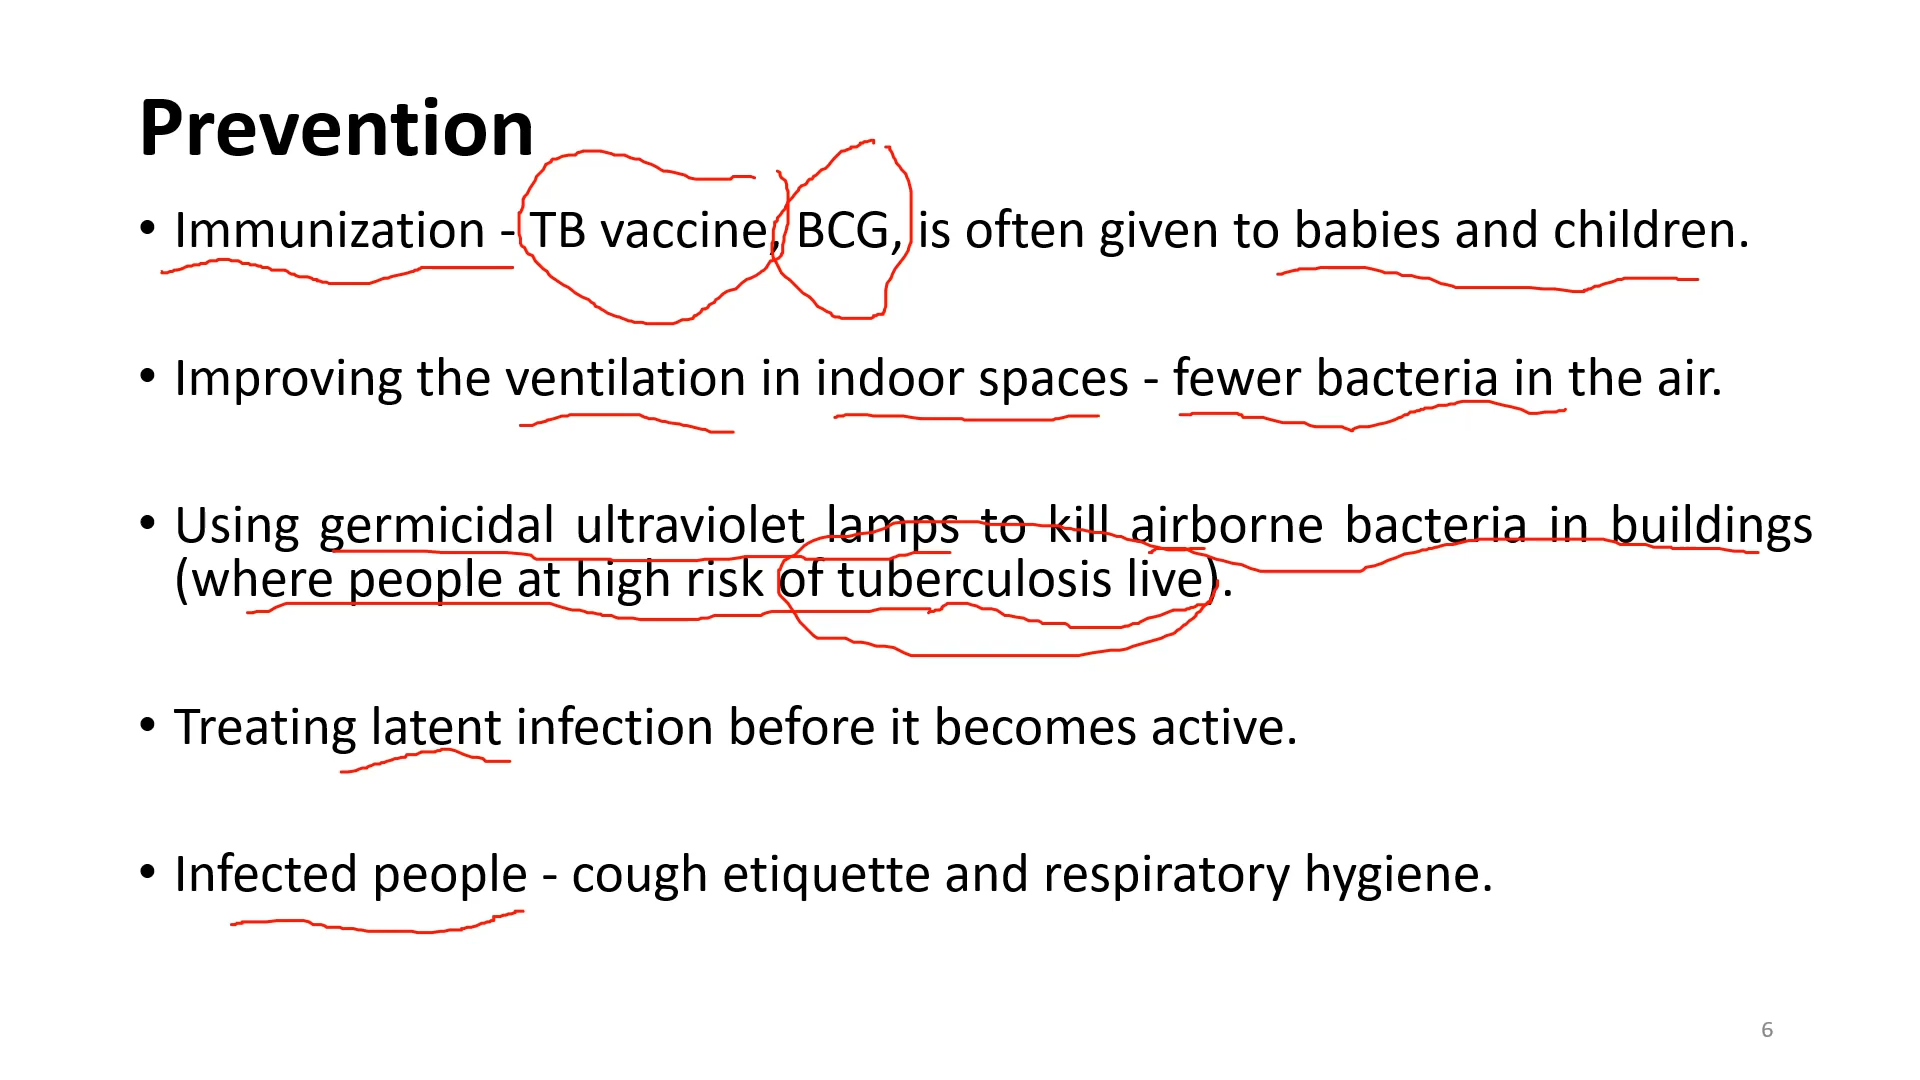 Prevention
• Immunization - TB vaccine, BCG, is often given to babies and children.
• Improving the ventilation in indoor spaces - fewer bacteria in the air.
• Using germicidal ultraviolet lamps to kill airborne bacteria in buildings
(where people at high risk of tuberculosis live).
• Treating latent infection before it becomes active.
• Infected people - cough etiquette and respiratory hygiene.
6